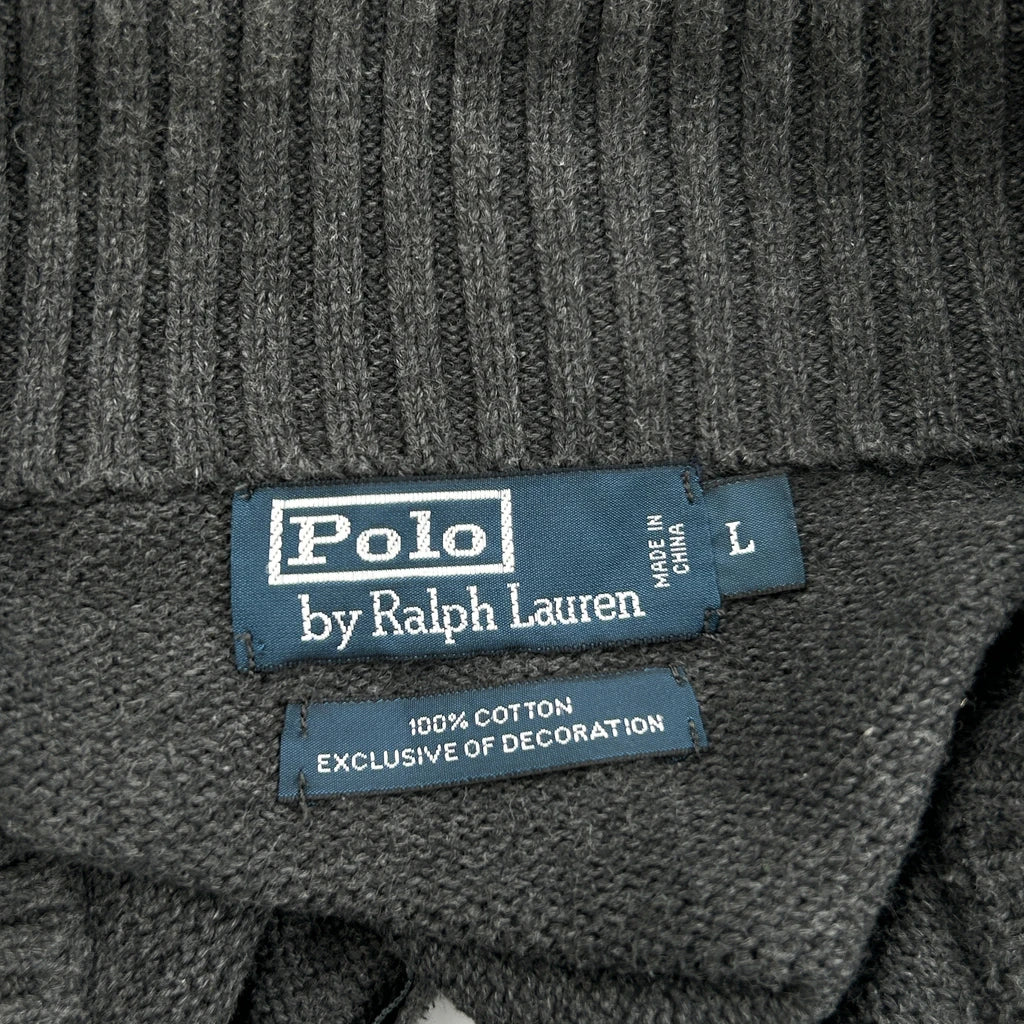 Polo
by Ralph Lauren
MADE IN
CHINA
L
100% COTTON
EXCLUSIVE OF DECORATION